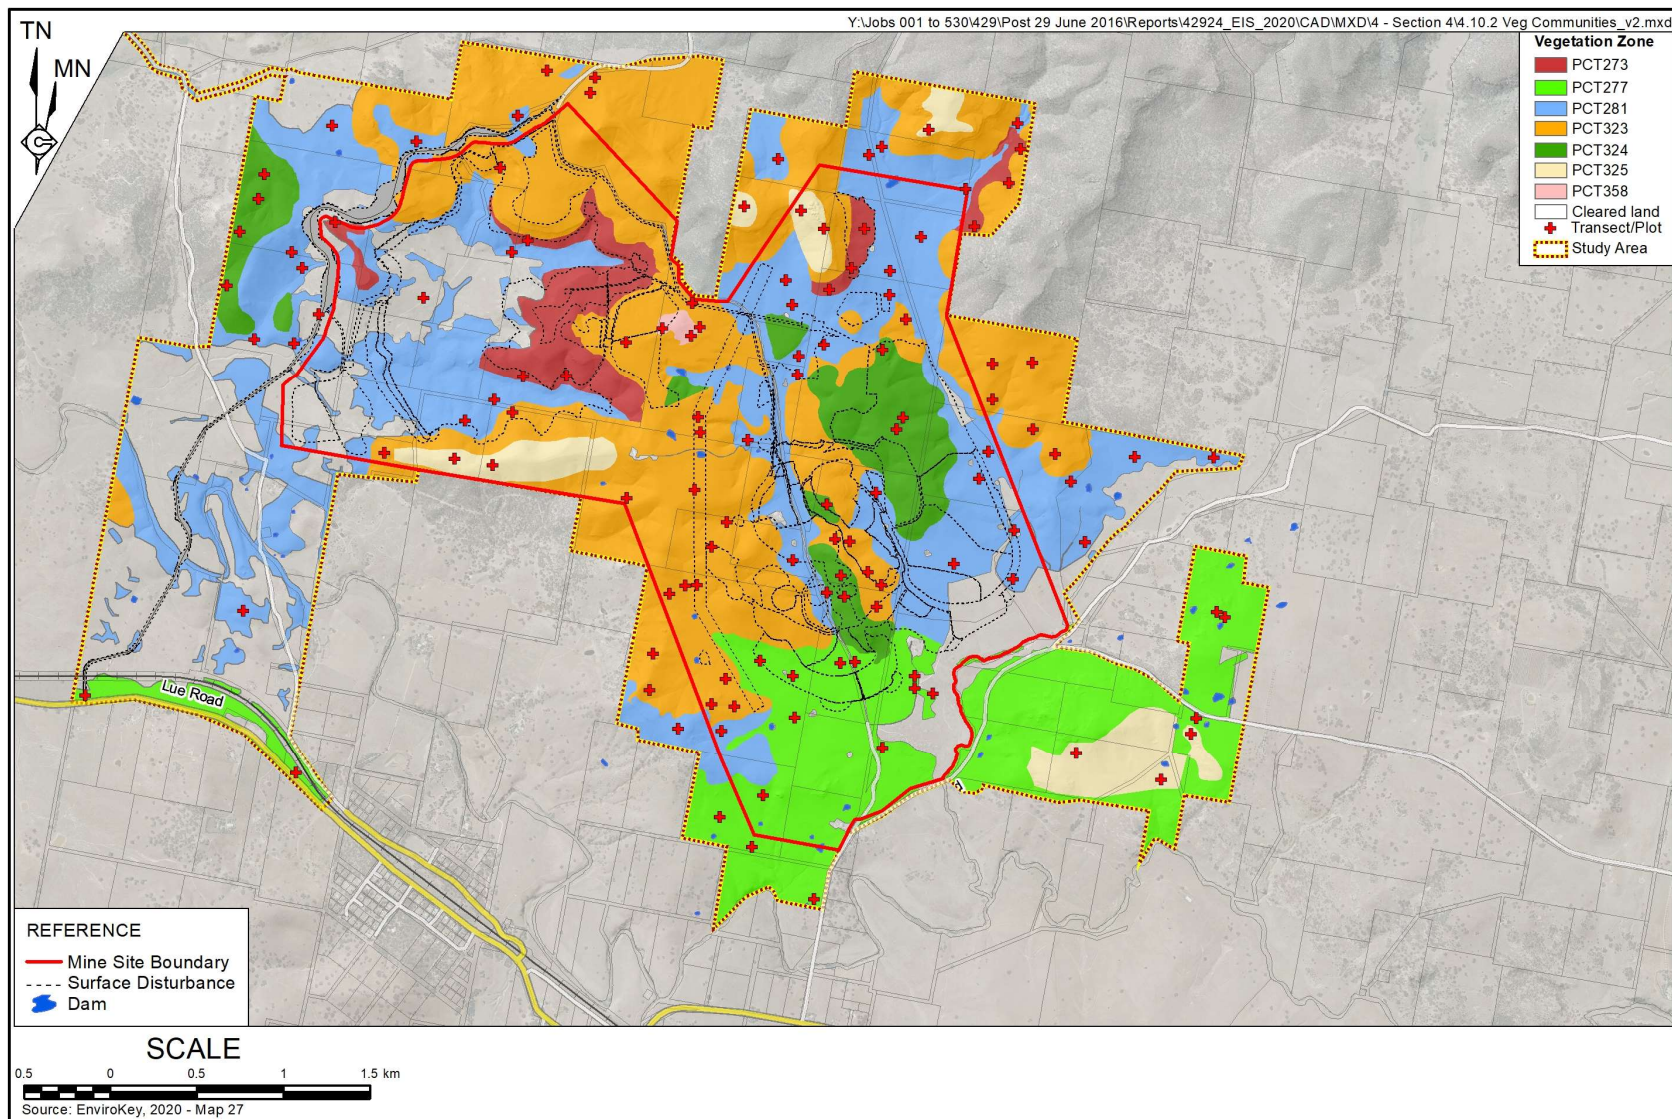 Y:\Jobs 001 to 530\429\Post 29 June 2016\Reports\42924_EIS_2020\CAD\MXD\4 - Section 4\4.10.2 Veg Communities_v2.mxd
TN
MN
Vegetation Zone
PCT273
PCT277
PCT281
PCT323
PCT324
PCT325
PCT358
Cleared land
Transect/Plot
Study Area
Lue Road
REFERENCE
Mine Site Boundary
Surface Disturbance
Dam
SCALE
0.5 0 0.5 1 1.5 km
Source: EnviroKey, 2020 - Map 27